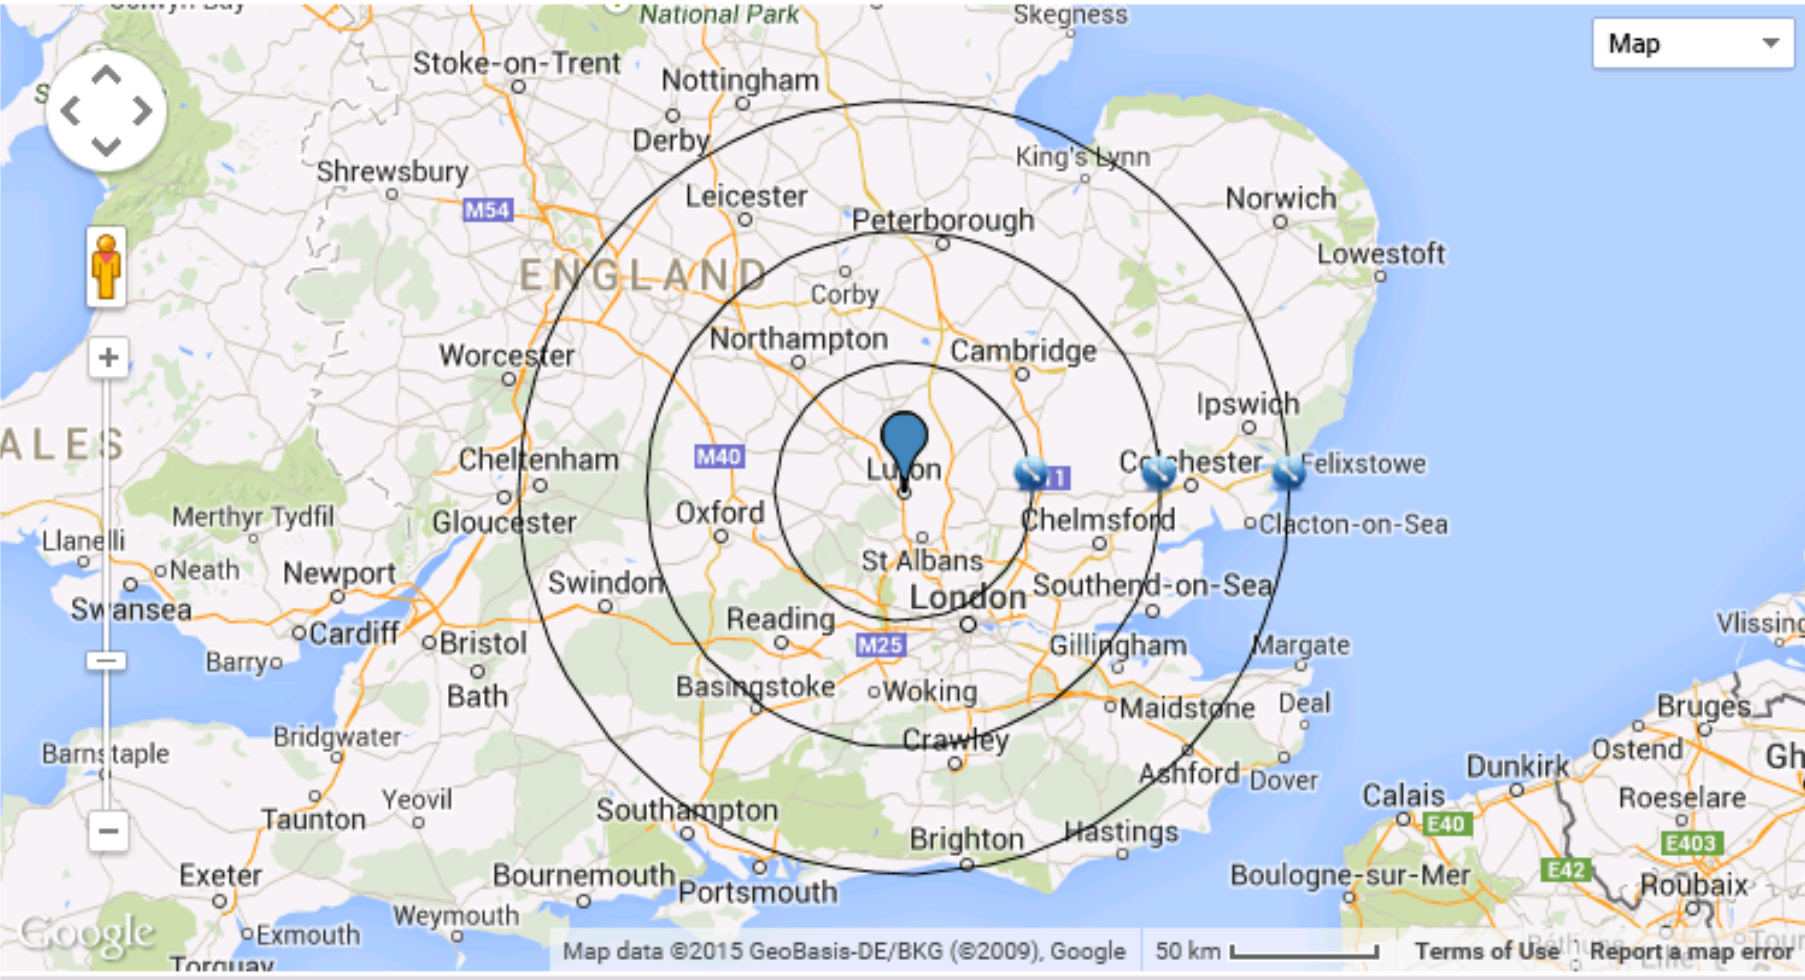 National Park
Skegness
Map
Stoke-on-Trent
Nottingham
Derby
King's Lynn
Shrewsbury
Leicester
Norwich
M54
Peterborough
Lowestoft
ENGLAND
Corby
Northampton
Cambridge
Worcester
Ipswich
ALES
Cheltenham
M40
Luton
Colchester
Felixstowe
Gloucester
Oxford
Chelmsford
Clacton-on-Sea
Merthyr Tydfil
Llanelli
St Albans
Neath
Newport
Swindon
Southend-on-Sea
Swansea
London
Reading
Cardiff
Bristol
M25
Gillingham
Margate
Vlissing
Barry
Bath
Basingstoke
Woking
Maidstone
Deal
Bruges
Bridgwater
Crawley
Ostend
Gh
Barnstaple
Ashford
Dover
Dunkirk
Yeovil
Southampton
Calais
Roeselare
Taunton
Brighton
Hastings
E40
E403
Exeter
Bournemouth
Portsmouth
Boulogne-sur-Mer
E42
Roubaix
Weymouth
Google
Exmouth
Map data ©2015 GeoBasis-DE/BKG (©2009), Google
50 km
Terms of Use
Report a map error
Torquay